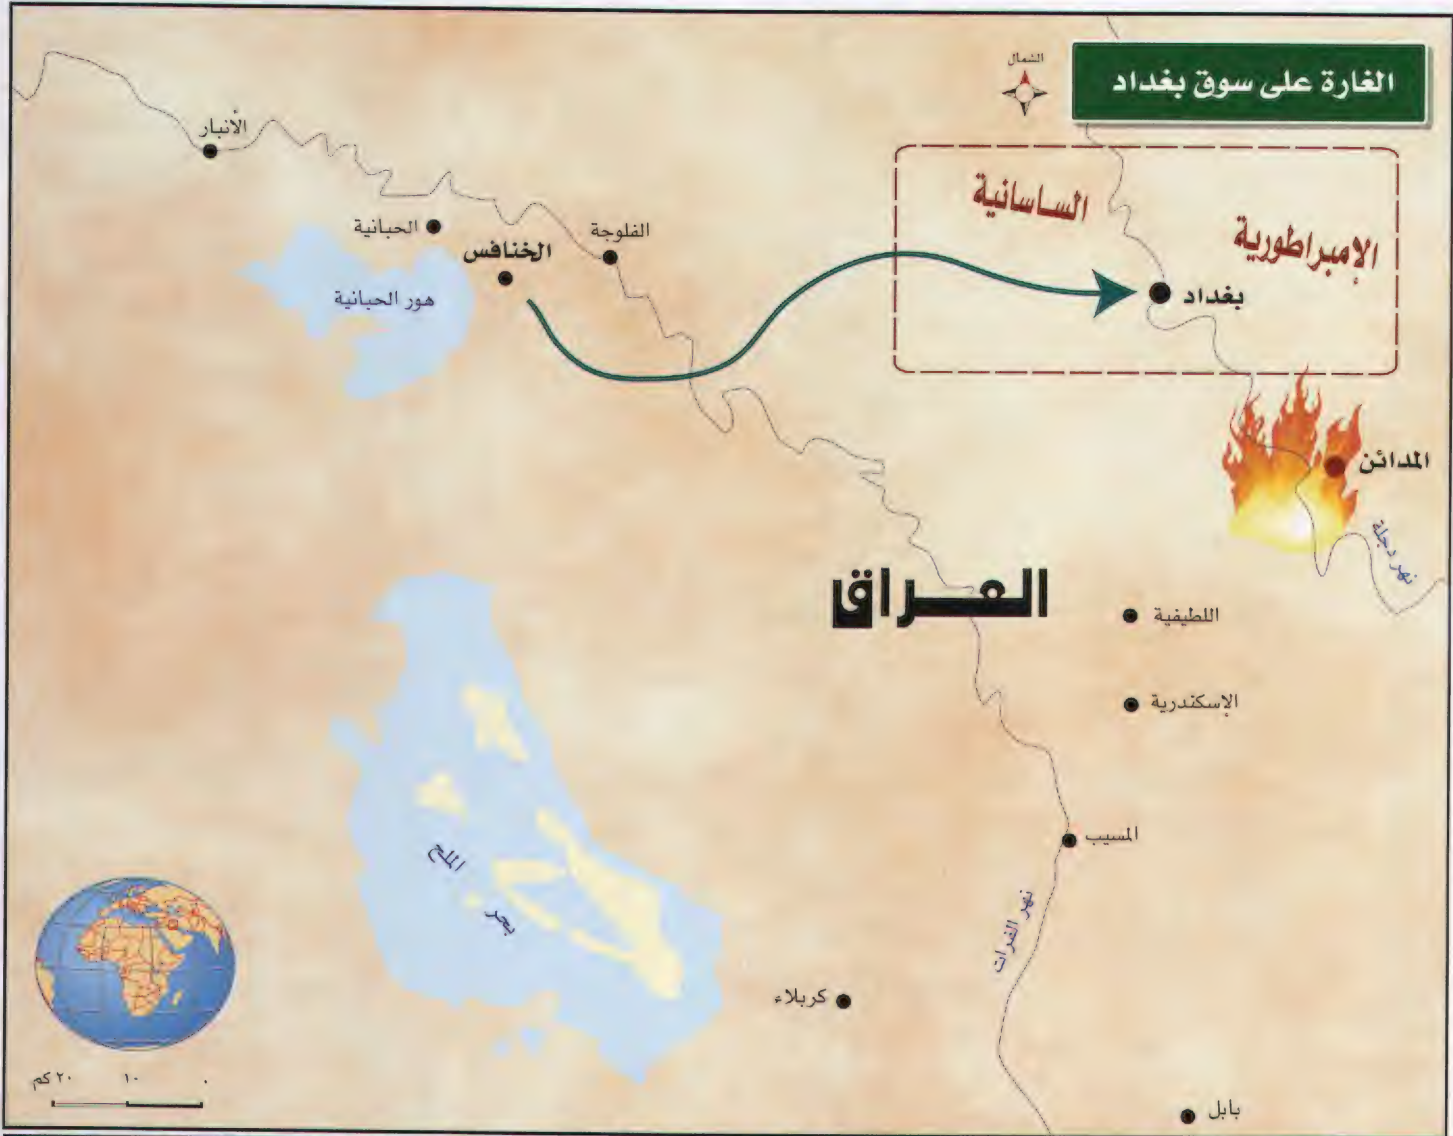 الغارة على سوق بغداد
الشمال
الأنبار
الحبانية
الخنافس
الفلوجة
هور الحبانية
الساسانية
الإمبراطورية
بغداد
المدائن
نهر دجلة
العراق
اللطيفية
الإسكندرية
المسيب
نهر الفرات
بحر الملح
كربلاء
بابل
٠ ١٠ ٢٠ كم